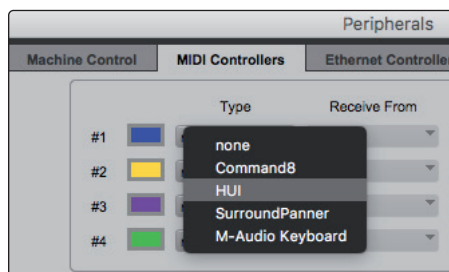 Peripherals
Machine Control MIDI Controllers Ethernet Controlle
Type Receive From
#1
none
Command8
#2
HUI
#3
SurroundPanner
M-Audio Keyboard
#4